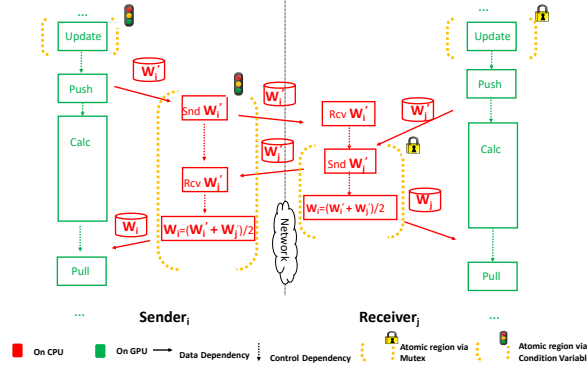 ...
Update
Push
Calc
Pull
...
W_i'
Snd W_i'
Rcv W_j'
W_i=(W_i' + W_j')/2
W_i
W_i'
W_j'
Network
Rcv W_i'
Snd W_j'
W_i=(W_i' + W_j')/2
W_j'
W_j
...
Update
Push
Calc
Pull
...
Sender_i
Receiver_j
On CPU
On GPU
Data Dependency
Control Dependency
Atomic region via
Mutex
Atomic region via
Condition Variable